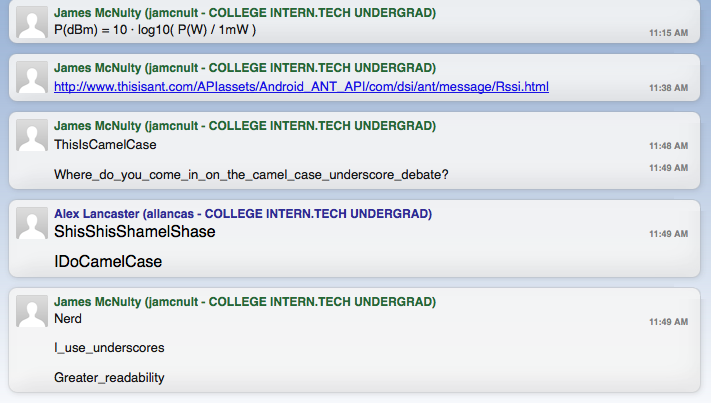 James McNulty (jamcnult - COLLEGE INTERN.TECH UNDERGRAD)
P(dBm) = 10 · log10( P(W) / 1mW )
11:15 AM
James McNulty (jamcnult - COLLEGE INTERN.TECH UNDERGRAD)
http://www.thisisant.com/APIassets/Android_ANT_API/com/dsi/ant/message/Rssi.html
11:38 AM
James McNulty (jamcnult - COLLEGE INTERN.TECH UNDERGRAD)
ThisIsCamelCase
11:48 AM
Where_do_you_come_in_on_the_camel_case_underscore_debate?
11:49 AM
Alex Lancaster (allancas - COLLEGE INTERN.TECH UNDERGRAD)
ShisShisShamelShase
11:49 AM
IDoCamelCase
James McNulty (jamcnult - COLLEGE INTERN.TECH UNDERGRAD)
Nerd
11:49 AM
I_use_underscores
Greater_readability